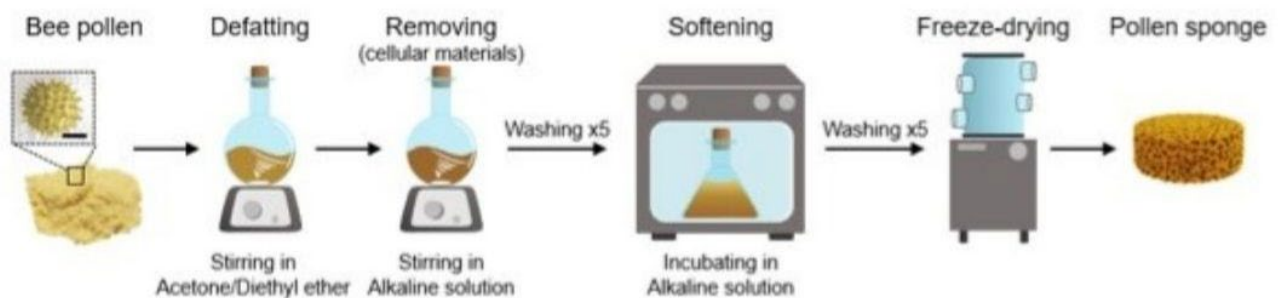 Bee pollen
Defatting
Removing
(cellular materials)
Softening
Freeze-drying
Pollen sponge
Washing x5
Washing x5
Stirring in
Acetone/Diethyl ether
Stirring in
Alkaline solution
Incubating in
Alkaline solution